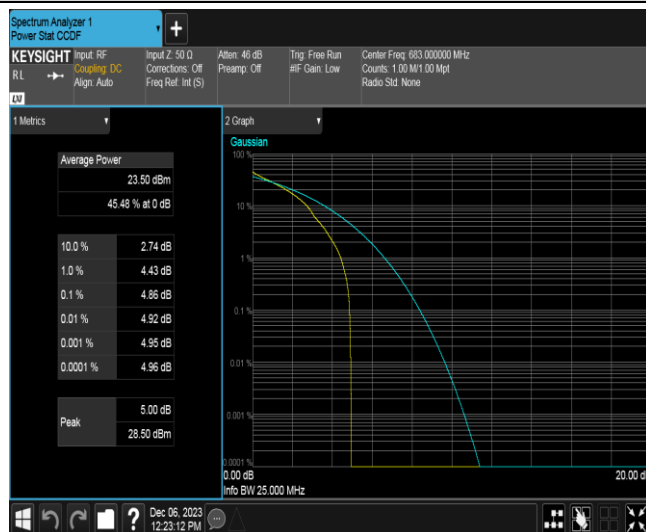 Spectrum Analyzer 1
Power Stat CCDF
+
KEYSIGHT
RL
LXI
Input: RF
Coupling: DC
Align: Auto
Input Z: 50 Ω
Corrections: Off
Freq Ref: Int (S)
Atten: 46 dB
Preamp: Off
Trig: Free Run
#IF Gain: Low
Center Freq: 683.000000 MHz
Counts: 1.00 M/1.00 Mpt
Radio Std: None
1 Metrics
Average Power
23.50 dBm
45.48 % at 0 dB
10.0 % 2.74 dB
1.0 % 4.43 dB
0.1 % 4.86 dB
0.01 % 4.92 dB
0.001 % 4.95 dB
0.0001 % 4.96 dB
Peak
5.00 dB
28.50 dBm
2 Graph
Gaussian
100 %
10 %
1 %
0.1 %
0.01 %
0.001 %
0.0001 %
0.00 dB
20.00 d
Info BW 25.000 MHz
?
Dec 06, 2023
12:23:12 PM